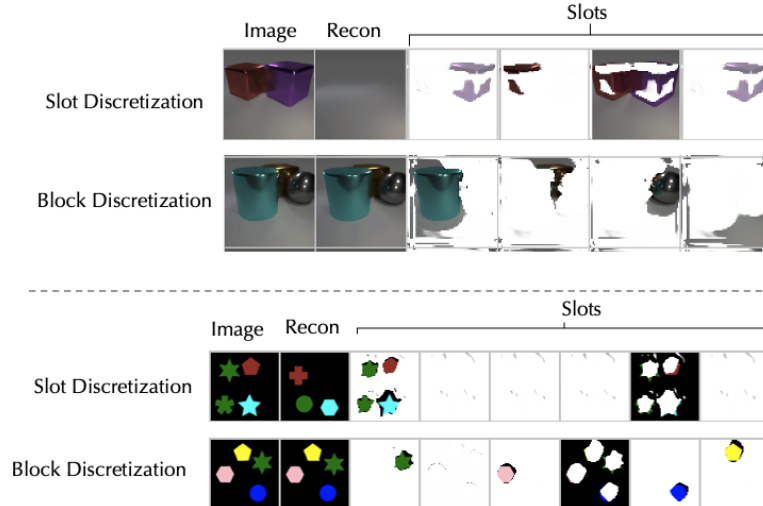 Slots
Image Recon
Slot Discretization
Block Discretization
Slots
Image Recon
Slot Discretization
Block Discretization